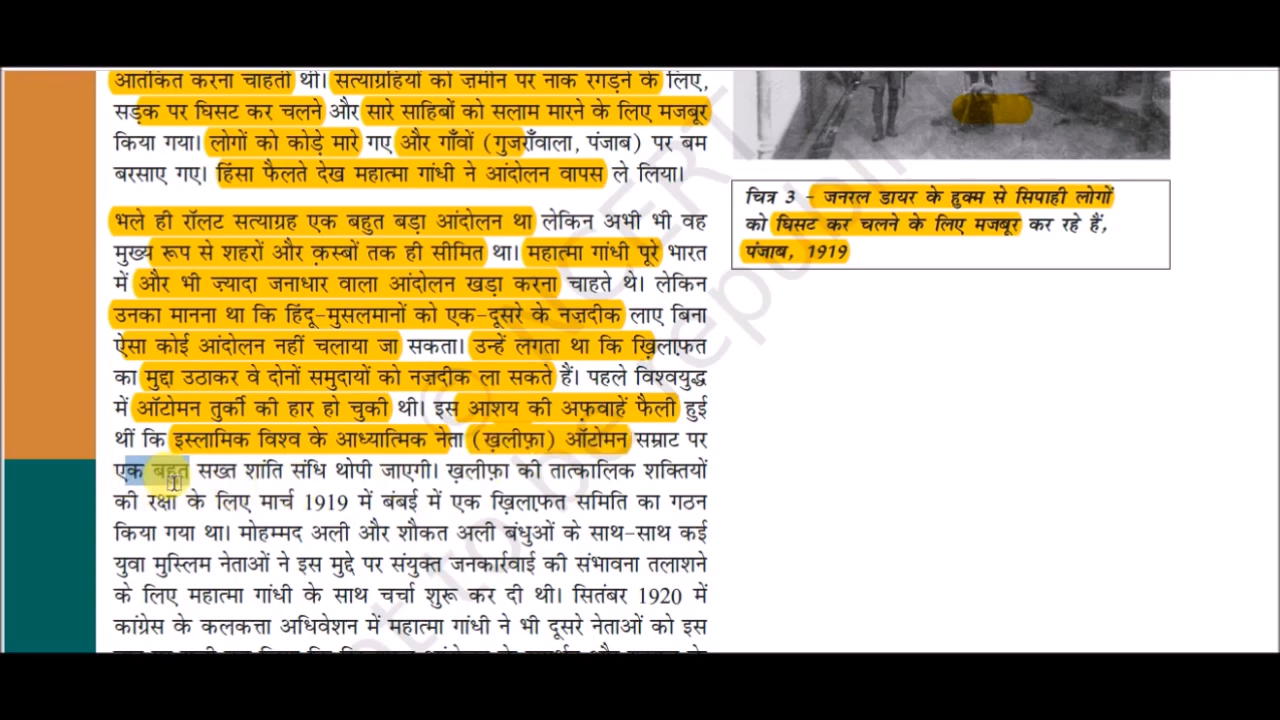 आतंकित करना चाहती थी। सत्याग्रहियों को ज़मीन पर नाक रगड़ने के लिए,
सड़क पर घिसट कर चलने और सारे साहिबों को सलाम मारने के लिए मजबूर
किया गया। लोगों को कोड़े मारे गए और गाँवों (गुजराँवाला, पंजाब) पर बम
बरसाए गए। हिंसा फैलते देख महात्मा गांधी ने आंदोलन वापस ले लिया।
भले ही रॉलट सत्याग्रह एक बहुत बड़ा आंदोलन था लेकिन अभी भी वह
मुख्य रूप से शहरों और क़स्बों तक ही सीमित था। महात्मा गांधी पूरे भारत
में और भी ज़्यादा जनाधार वाला आंदोलन खड़ा करना चाहते थे। लेकिन
उनका मानना था कि हिंदू-मुसलमानों को एक-दूसरे के नज़दीक लाए बिना
ऐसा कोई आंदोलन नहीं चलाया जा सकता। उन्हें लगता था कि ख़िलाफ़त
का मुद्दा उठाकर वे दोनों समुदायों को नज़दीक ला सकते हैं। पहले विश्वयुद्ध
में ऑटोमन तुर्की की हार हो चुकी थी। इस आशय की अफ़वाहें फैली हुई
थीं कि इस्लामिक विश्व के आध्यात्मिक नेता (ख़लीफ़ा) ऑटोमन सम्राट पर
एक बहुत सख्त शांति संधि थोपी जाएगी। ख़लीफ़ा की तात्कालिक शक्तियों
की रक्षा के लिए मार्च 1919 में बंबई में एक ख़िलाफ़त समिति का गठन
किया गया था। मोहम्मद अली और शौकत अली बंधुओं के साथ-साथ कई
युवा मुस्लिम नेताओं ने इस मुद्दे पर संयुक्त जनकार्रवाई की संभावना तलाशने
के लिए महात्मा गांधी के साथ चर्चा शुरू कर दी थी। सितंबर 1920 में
कांग्रेस के कलकत्ता अधिवेशन में महात्मा गांधी ने भी दूसरे नेताओं को इस
चित्र 3 – जनरल डायर के हुक्म से सिपाही लोगों
को घिसट कर चलने के लिए मजबूर कर रहे हैं,
पंजाब, 1919